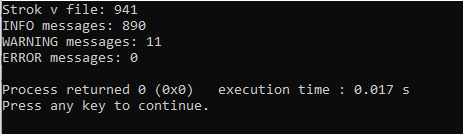 Strok v file: 941
INFO messages: 890
WARNING messages: 11
ERROR messages: 0
Process returned 0 (0x0)   execution time : 0.017 s
Press any key to continue.